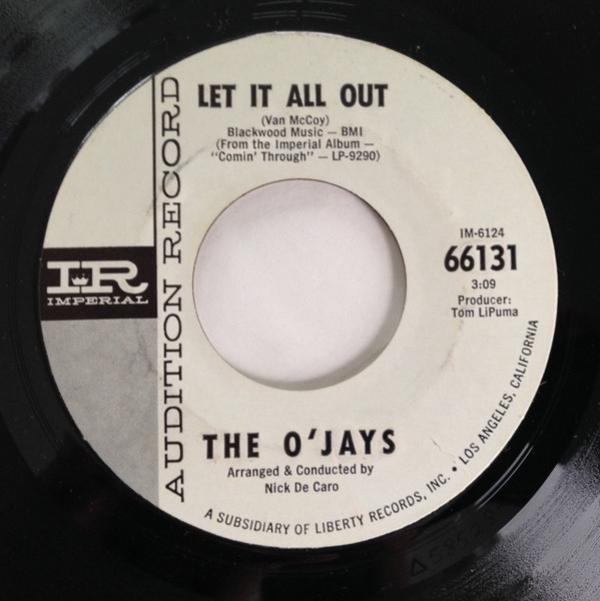 LET IT ALL OUT
(Van McCoy)
Blackwood Music — BMI
(From the Imperial Album —
"Comin' Through" — LP-9290)
AUDITION RECORD
IR
IMPERIAL
IM-6124
66131
3:09
Producer:
Tom LiPuma
THE O'JAYS
Arranged & Conducted by
Nick De Caro
A SUBSIDIARY OF LIBERTY RECORDS, INC. • LOS ANGELES, CALIFORNIA